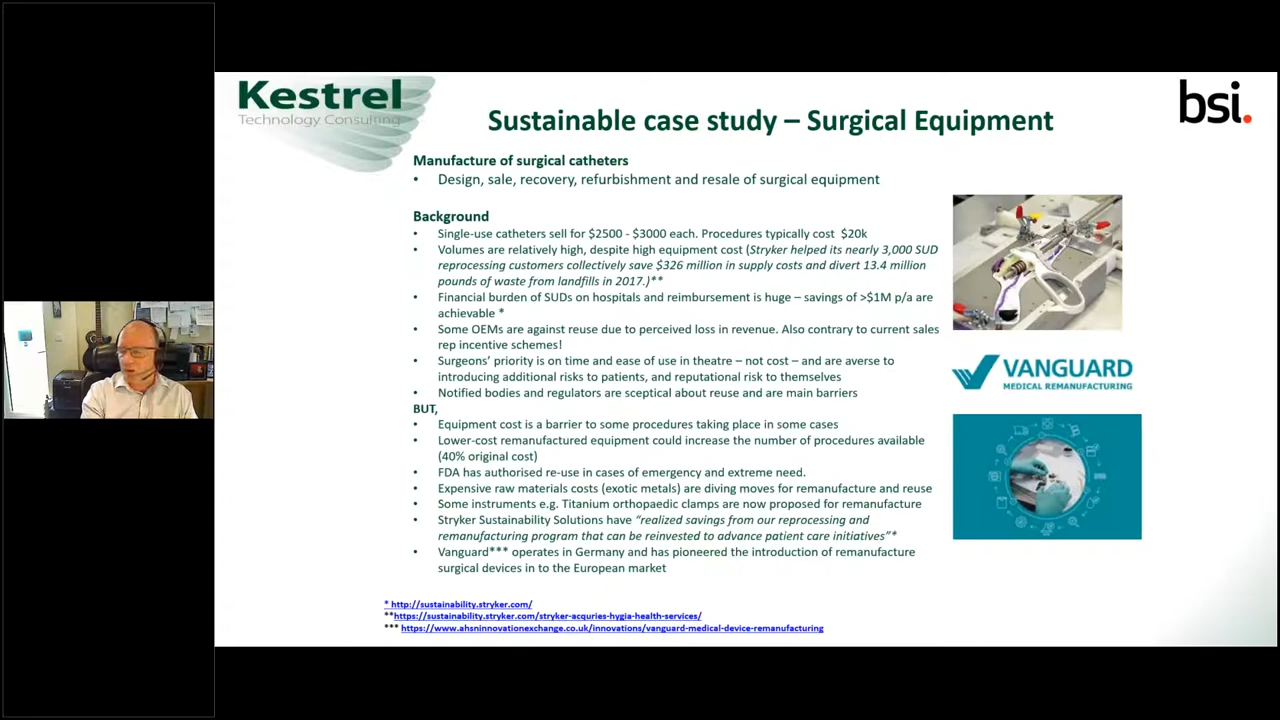 Kestrel
Technology Consulting
bsi.
Sustainable case study – Surgical Equipment
Manufacture of surgical catheters
• Design, sale, recovery, refurbishment and resale of surgical equipment
Background
• Single-use catheters sell for $2500 - $3000 each. Procedures typically cost $20k
• Volumes are relatively high, despite high equipment cost (Stryker helped its nearly 3,000 SUD
reprocessing customers collectively save $326 million in supply costs and divert 13.4 million
pounds of waste from landfills in 2017.)**
• Financial burden of SUDs on hospitals and reimbursement is huge – savings of >$1M p/a are
achievable *
• Some OEMs are against reuse due to perceived loss in revenue. Also contrary to current sales
rep incentive schemes!
• Surgeons' priority is on time and ease of use in theatre – not cost – and are averse to
introducing additional risks to patients, and reputational risk to themselves
• Notified bodies and regulators are sceptical about reuse and are main barriers
BUT,
• Equipment cost is a barrier to some procedures taking place in some cases
• Lower-cost remanufactured equipment could increase the number of procedures available
(40% original cost)
• FDA has authorised re-use in cases of emergency and extreme need.
• Expensive raw materials costs (exotic metals) are diving moves for remanufacture and reuse
• Some instruments e.g. Titanium orthopaedic clamps are now proposed for remanufacture
• Stryker Sustainability Solutions have "realized savings from our reprocessing and
remanufacturing program that can be reinvested to advance patient care initiatives"*
• Vanguard*** operates in Germany and has pioneered the introduction of remanufacture
surgical devices in to the European market
VANGUARD
MEDICAL REMANUFACTURING
* http://sustainability.stryker.com/
**https://sustainability.stryker.com/stryker-acquries-hygia-health-services/
*** https://www.ahsninnovationexchange.co.uk/innovations/vanguard-medical-device-remanufacturing